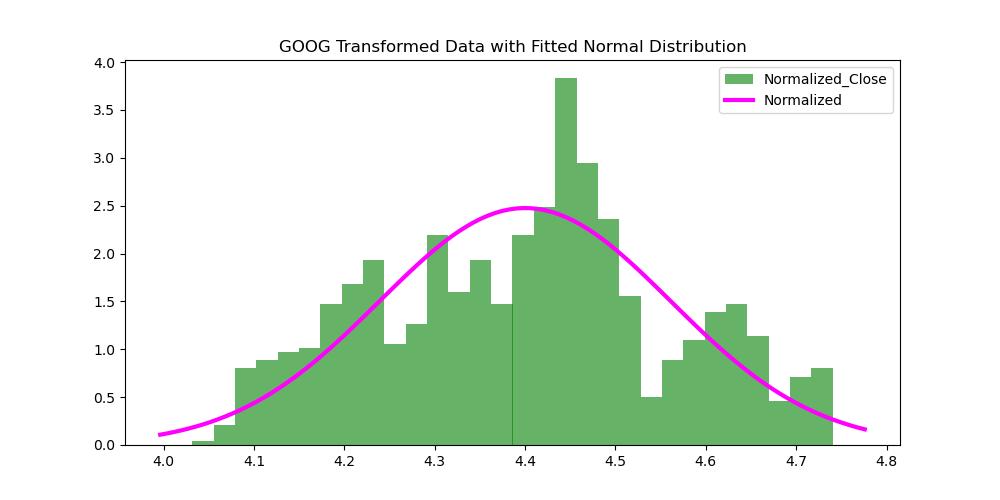 GOOG Transformed Data with Fitted Normal Distribution
4.0
3.5
3.0
2.5
2.0
1.5
1.0
0.5
0.0
Normalized_Close
Normalized
4.0 4.1 4.2 4.3 4.4 4.5 4.6 4.7 4.8